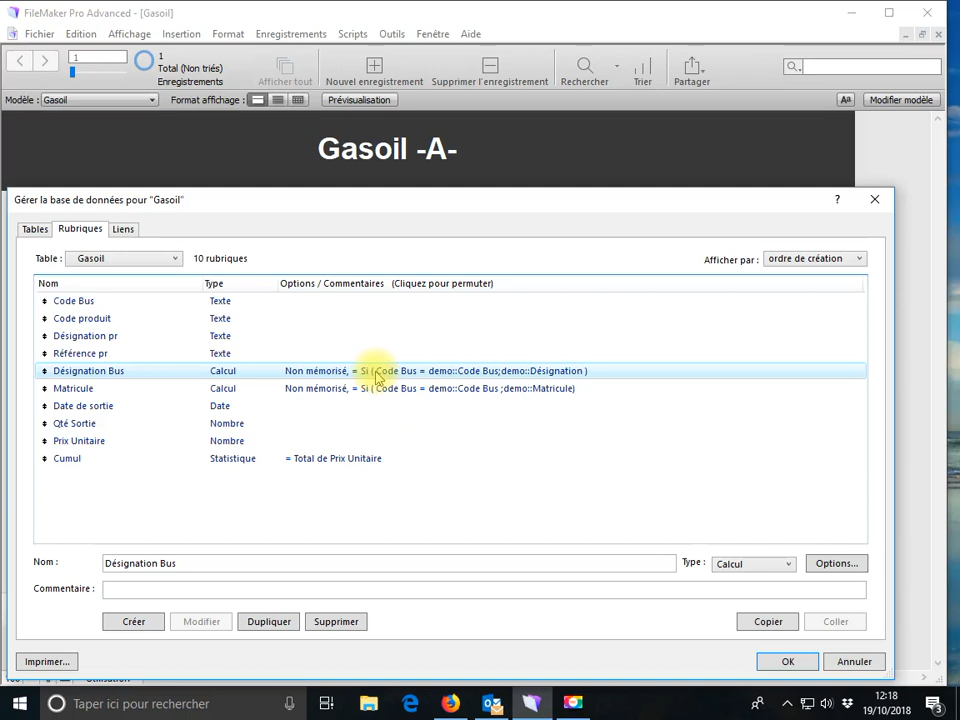 FileMaker Pro Advanced - [Gasoil]
Fichier Edition Affichage Insertion Format Enregistrements Scripts Outils Fenêtre Aide
1
1
Total (Non triés)
Enregistrements
Afficher tout
Nouvel enregistrement
Supprimer l'enregistrement
Rechercher
Trier
Partager
Modèle : Gasoil
Format affichage :
Prévisualisation
Aa
Modifier modèle
Gasoil -A-
Gérer la base de données pour "Gasoil"
?
Tables Rubriques Liens
Table : Gasoil 10 rubriques Afficher par : ordre de création
Nom Type Options / Commentaires (Cliquez pour permuter)
Code Bus Texte
Code produit Texte
Désignation pr Texte
Référence pr Texte
Désignation Bus Calcul Non mémorisé, = Si ( Code Bus = demo::Code Bus;demo::Désignation )
Matricule Calcul Non mémorisé, = Si ( Code Bus = demo::Code Bus ;demo::Matricule)
Date de sortie Date
Qté Sortie Nombre
Prix Unitaire Nombre
Cumul Statistique = Total de Prix Unitaire
Nom : Désignation Bus Type : Calcul Options...
Commentaire :
Créer Modifier Dupliquer Supprimer Copier Coller
Imprimer... OK Annuler
Taper ici pour rechercher
12:18
19/10/2018
3